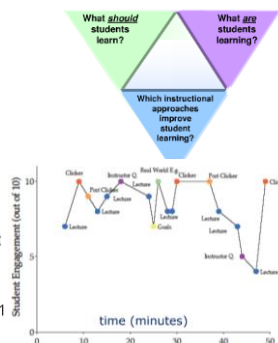 What should
students
learn?
What are
students
learning?
Which instructional
approaches
improve
student
learning?
Student Engagement (out of 10)
10
5
0
Lecture
Clicker
Post Clicker
Lecture
Lecture
Instructor Q.
Lecture
Goals
Real World E.g.
Lecture
Clicker
Post Clicker
Lecture
Lecture
Instructor Q.
Lecture
time (minutes)
0
10
20
30
40
50